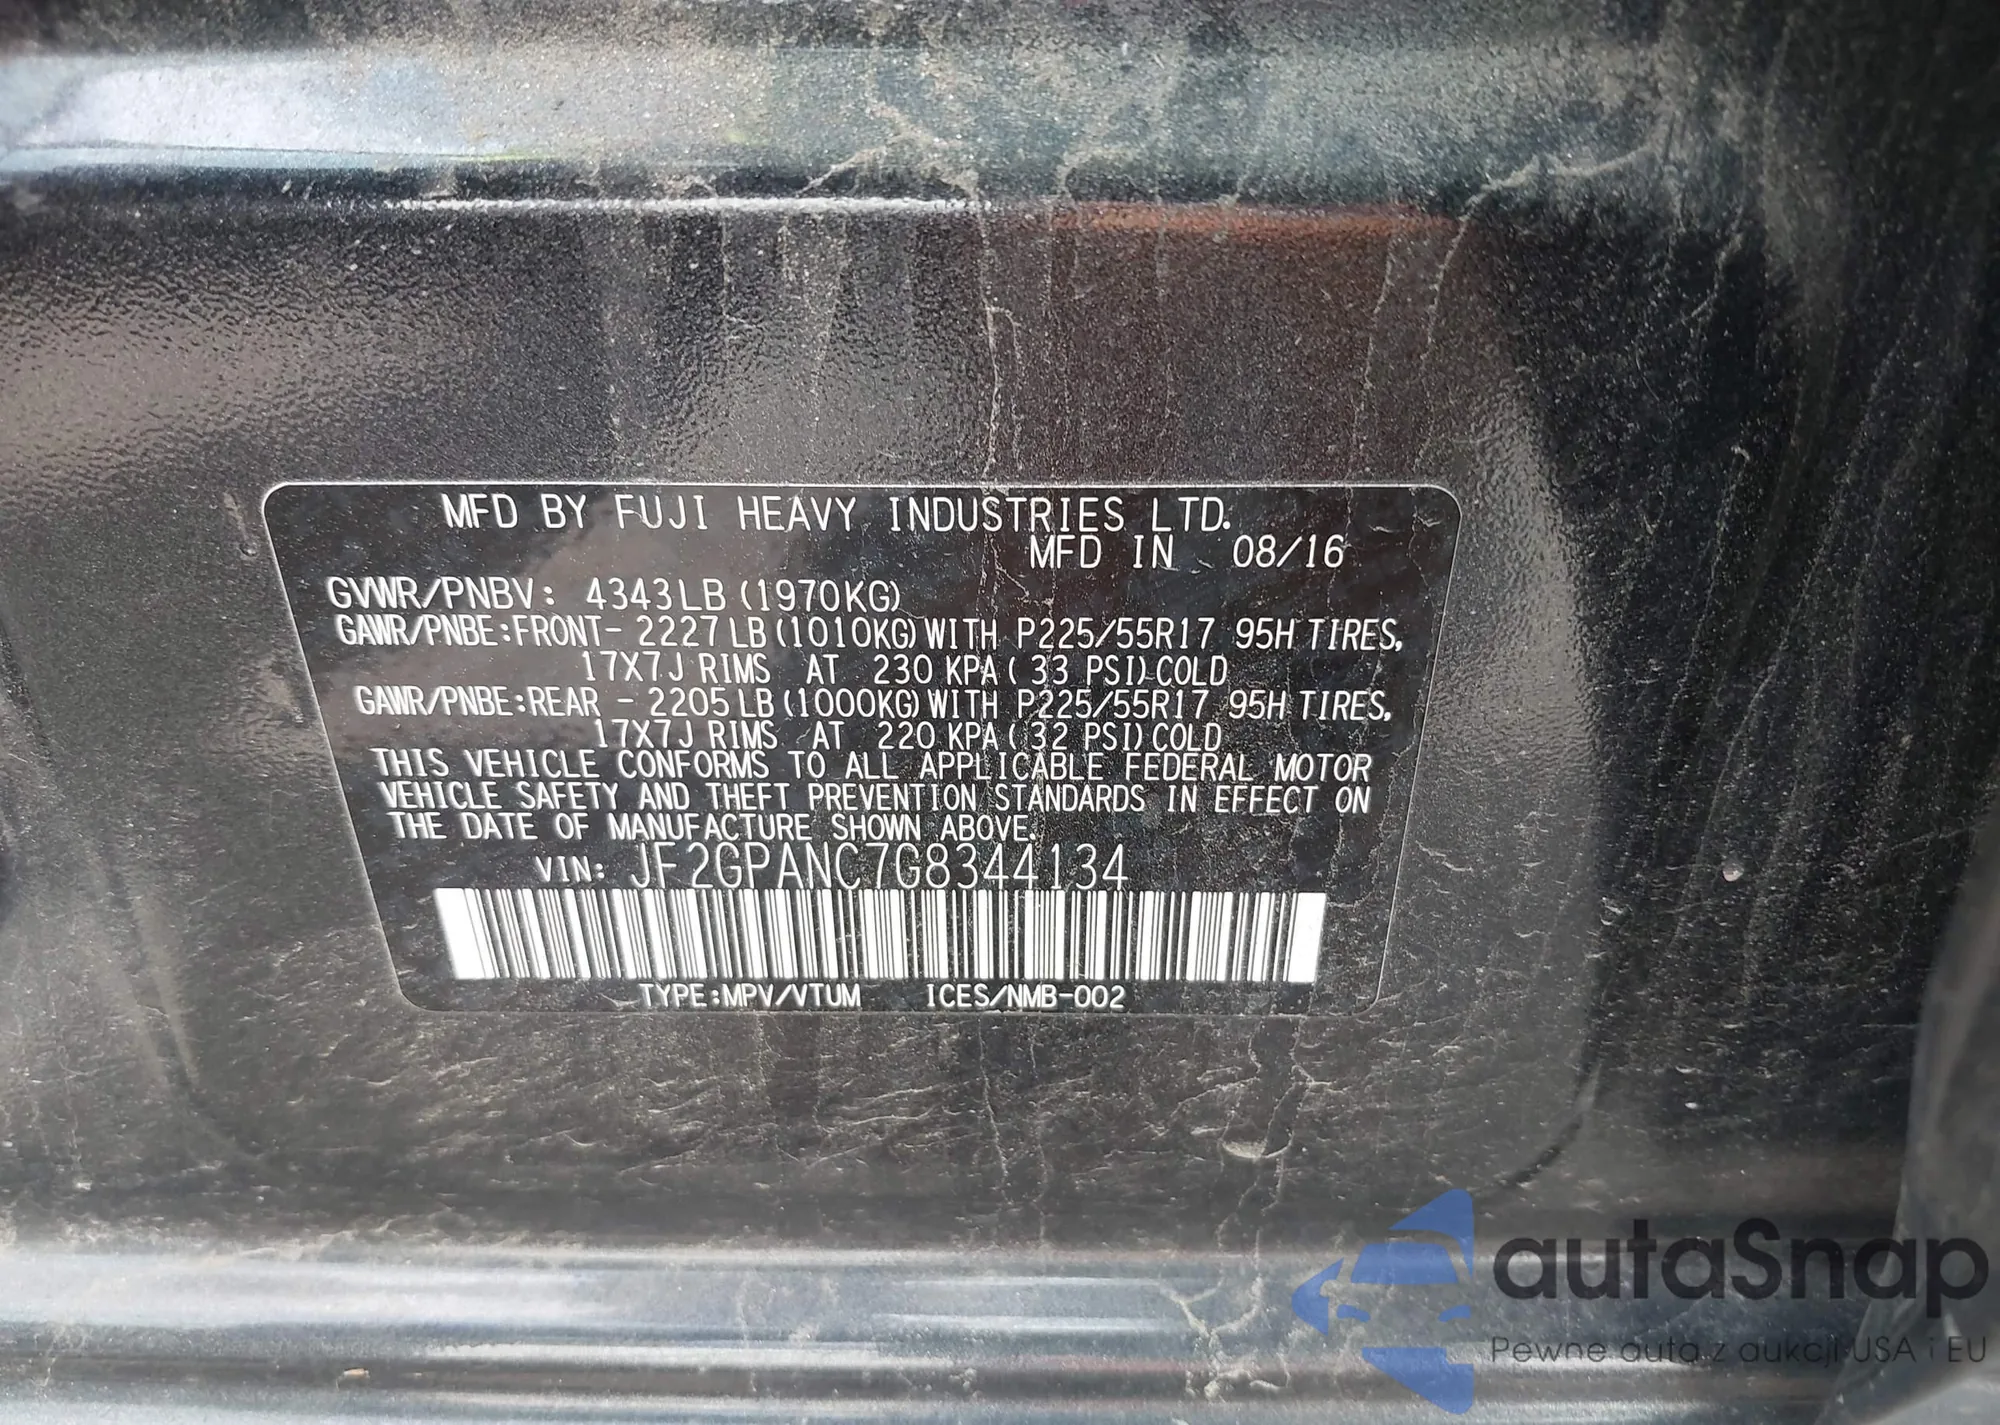 MFD BY FUJI HEAVY INDUSTRIES LTD.
MFD IN 08/16
GVWR/PNBV: 4343LB (1970KG)
GAWR/PNBE:FRONT- 2227LB (1010KG) WITH P225/55R17 95H TIRES,
17X7J RIMS AT 230 KPA ( 33 PSI) COLD
GAWR/PNBE:REAR - 2205LB (1000KG) WITH P225/55R17 95H TIRES,
17X7J RIMS AT 220 KPA ( 32 PSI) COLD
THIS VEHICLE CONFORMS TO ALL APPLICABLE FEDERAL MOTOR
VEHICLE SAFETY AND THEFT PREVENTION STANDARDS IN EFFECT ON
THE DATE OF MANUFACTURE SHOWN ABOVE.
VIN: JF2GPANC7G8344134
TYPE:MPV/VTUM ICES/NMB-002
autaSnap
Pewne auta z aukcji USA i EU